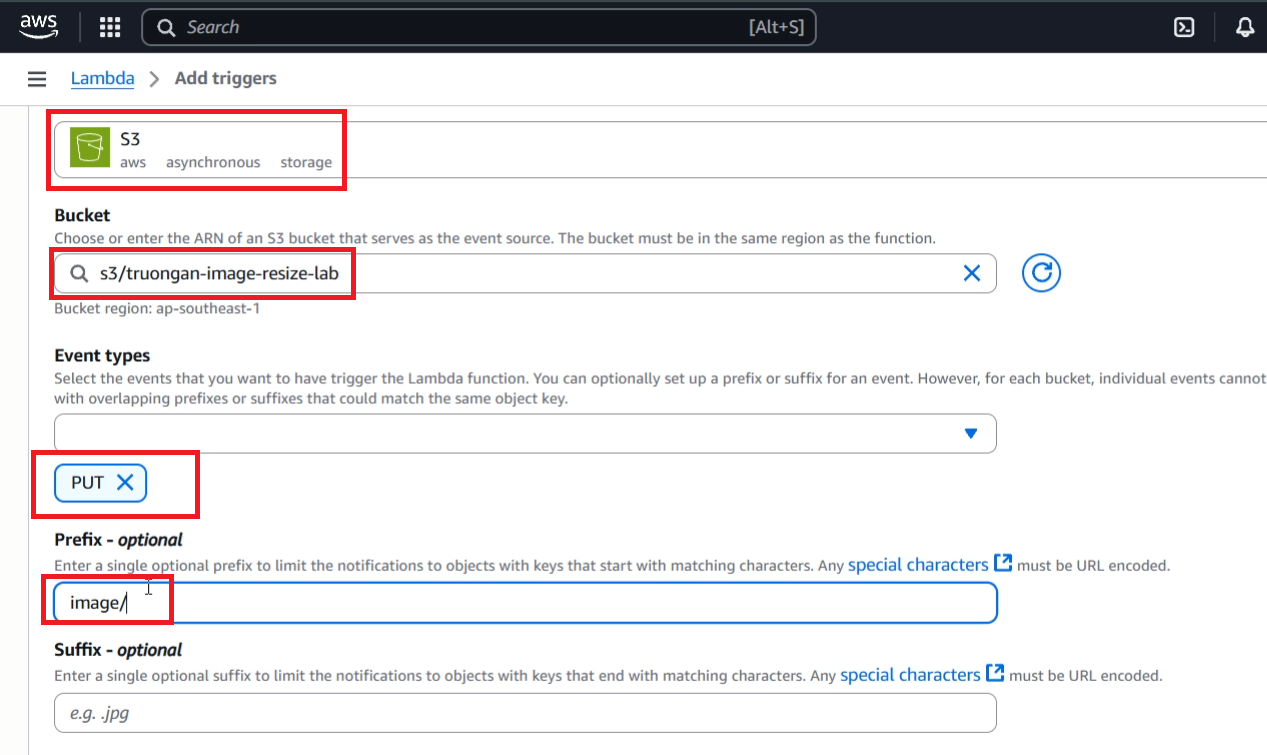 aws
Search [Alt+S]
Lambda Add triggers
S3
aws asynchronous storage
Bucket
Choose or enter the ARN of an S3 bucket that serves as the event source. The bucket must be in the same region as the function.
s3/truongan-image-resize-lab
Bucket region: ap-southeast-1
Event types
Select the events that you want to have trigger the Lambda function. You can optionally set up a prefix or suffix for an event. However, for each bucket, individual events cannot
with overlapping prefixes or suffixes that could match the same object key.
PUT
Prefix - optional
Enter a single optional prefix to limit the notifications to objects with keys that start with matching characters. Any special characters must be URL encoded.
image/
Suffix - optional
Enter a single optional suffix to limit the notifications to objects with keys that end with matching characters. Any special characters must be URL encoded.
e.g. .jpg